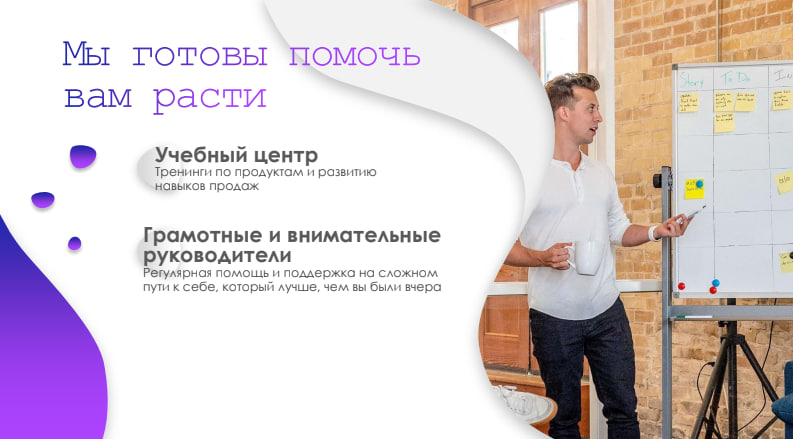 Мы готовы помочь
вам расти
Учебный центр
Тренинги по продуктам и развитию
навыков продаж
Грамотные и внимательные
руководители
Регулярная помощь и поддержка на сложном
пути к себе, который лучше, чем вы были вчера
Story
To Do